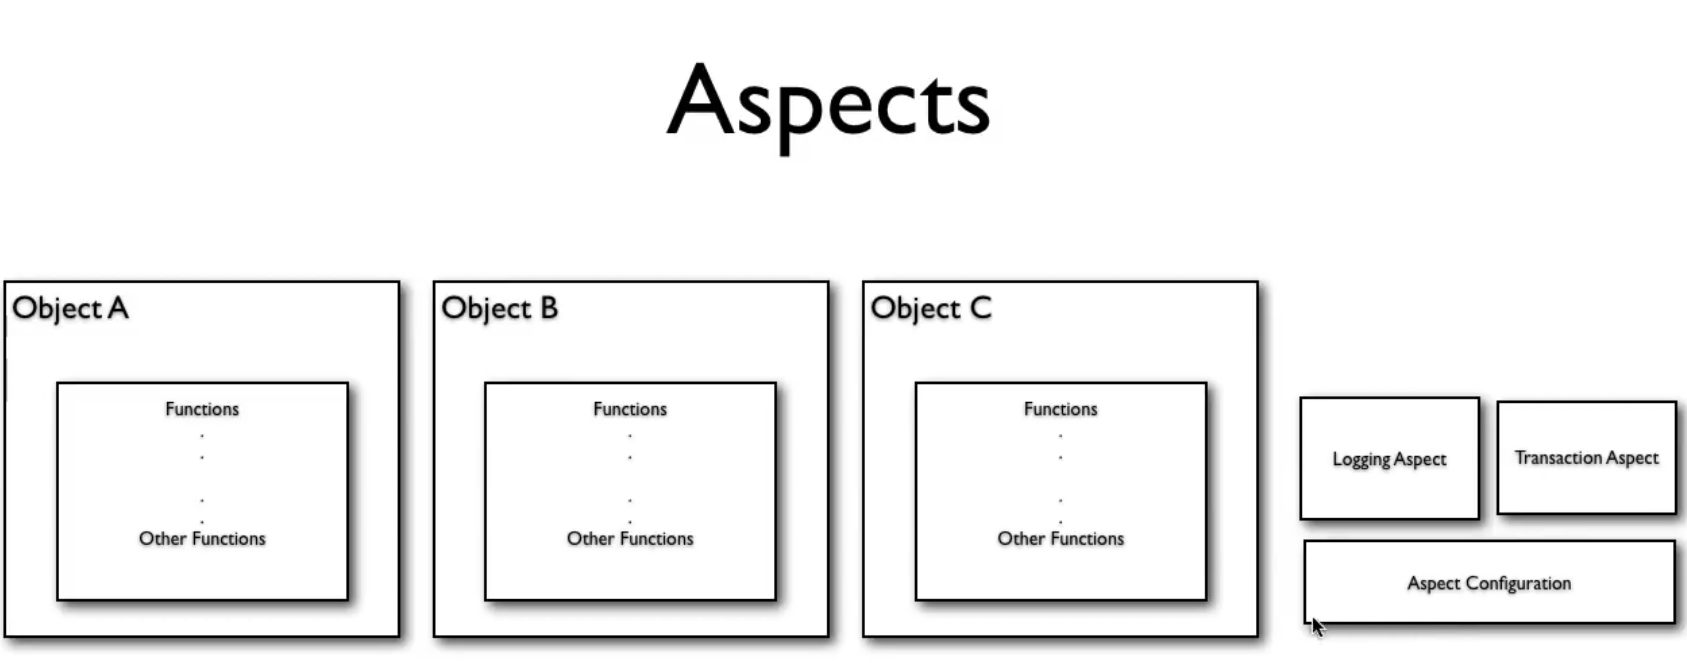 Aspects
Object A
Functions
.
.
.
.
Other Functions
Object B
Functions
.
.
.
.
Other Functions
Object C
Functions
.
.
.
.
Other Functions
Logging Aspect
Transaction Aspect
Aspect Configuration